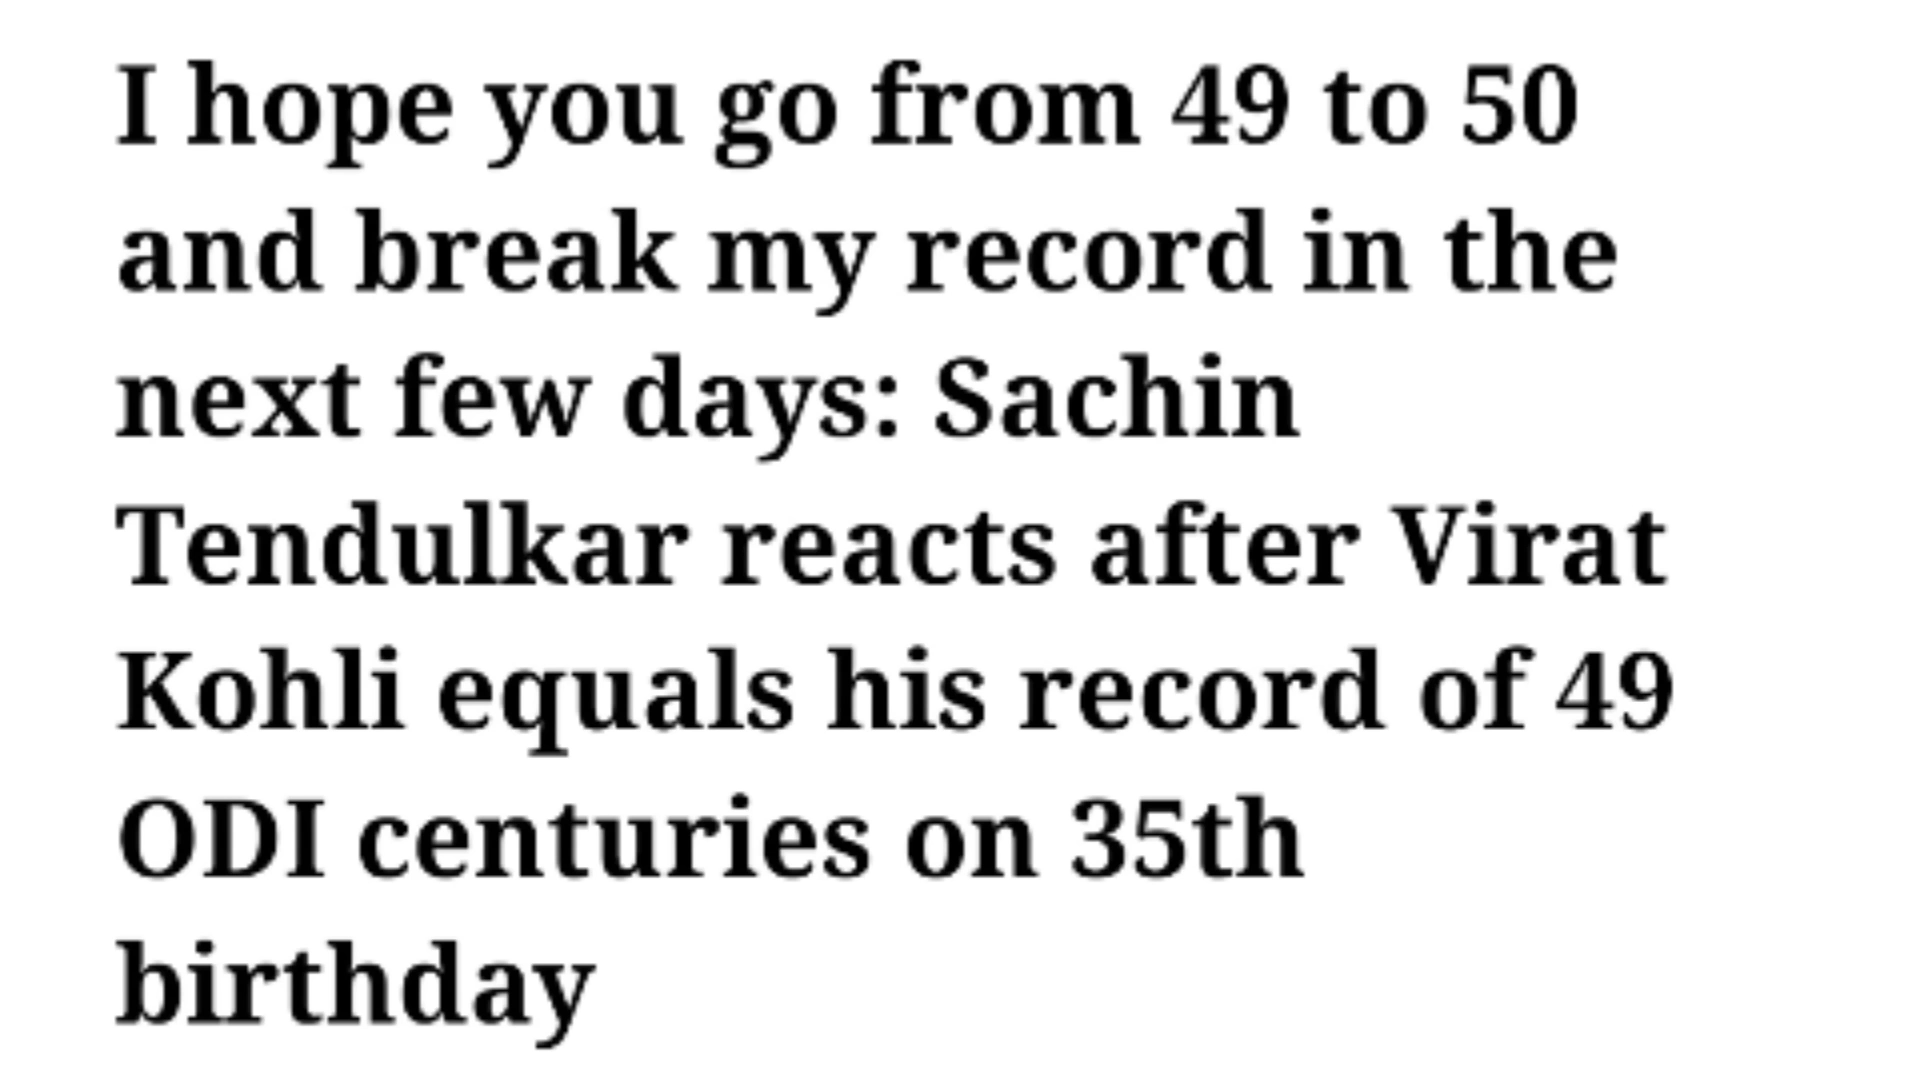 I hope you go from 49 to 50
and break my record in the
next few days: Sachin
Tendulkar reacts after Virat
Kohli equals his record of 49
ODI centuries on 35th
birthday